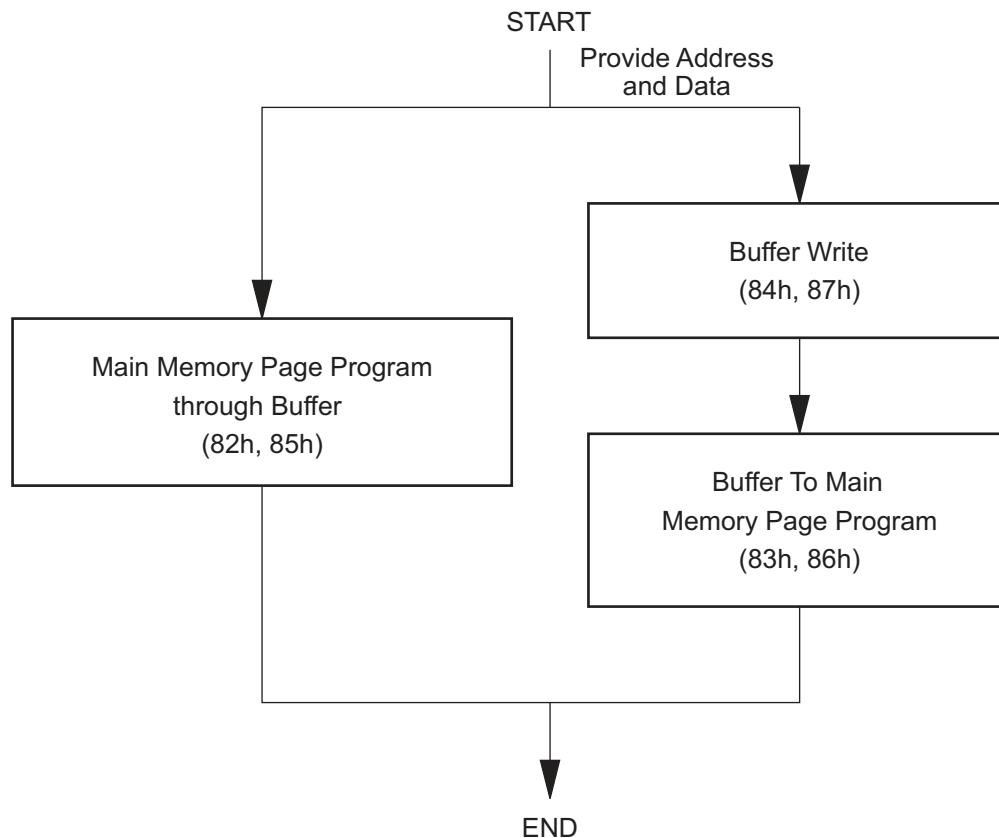 START
Provide Address
and Data
Buffer Write
(84h, 87h)
Main Memory Page Program
through Buffer
(82h, 85h)
Buffer To Main
Memory Page Program
(83h, 86h)
END